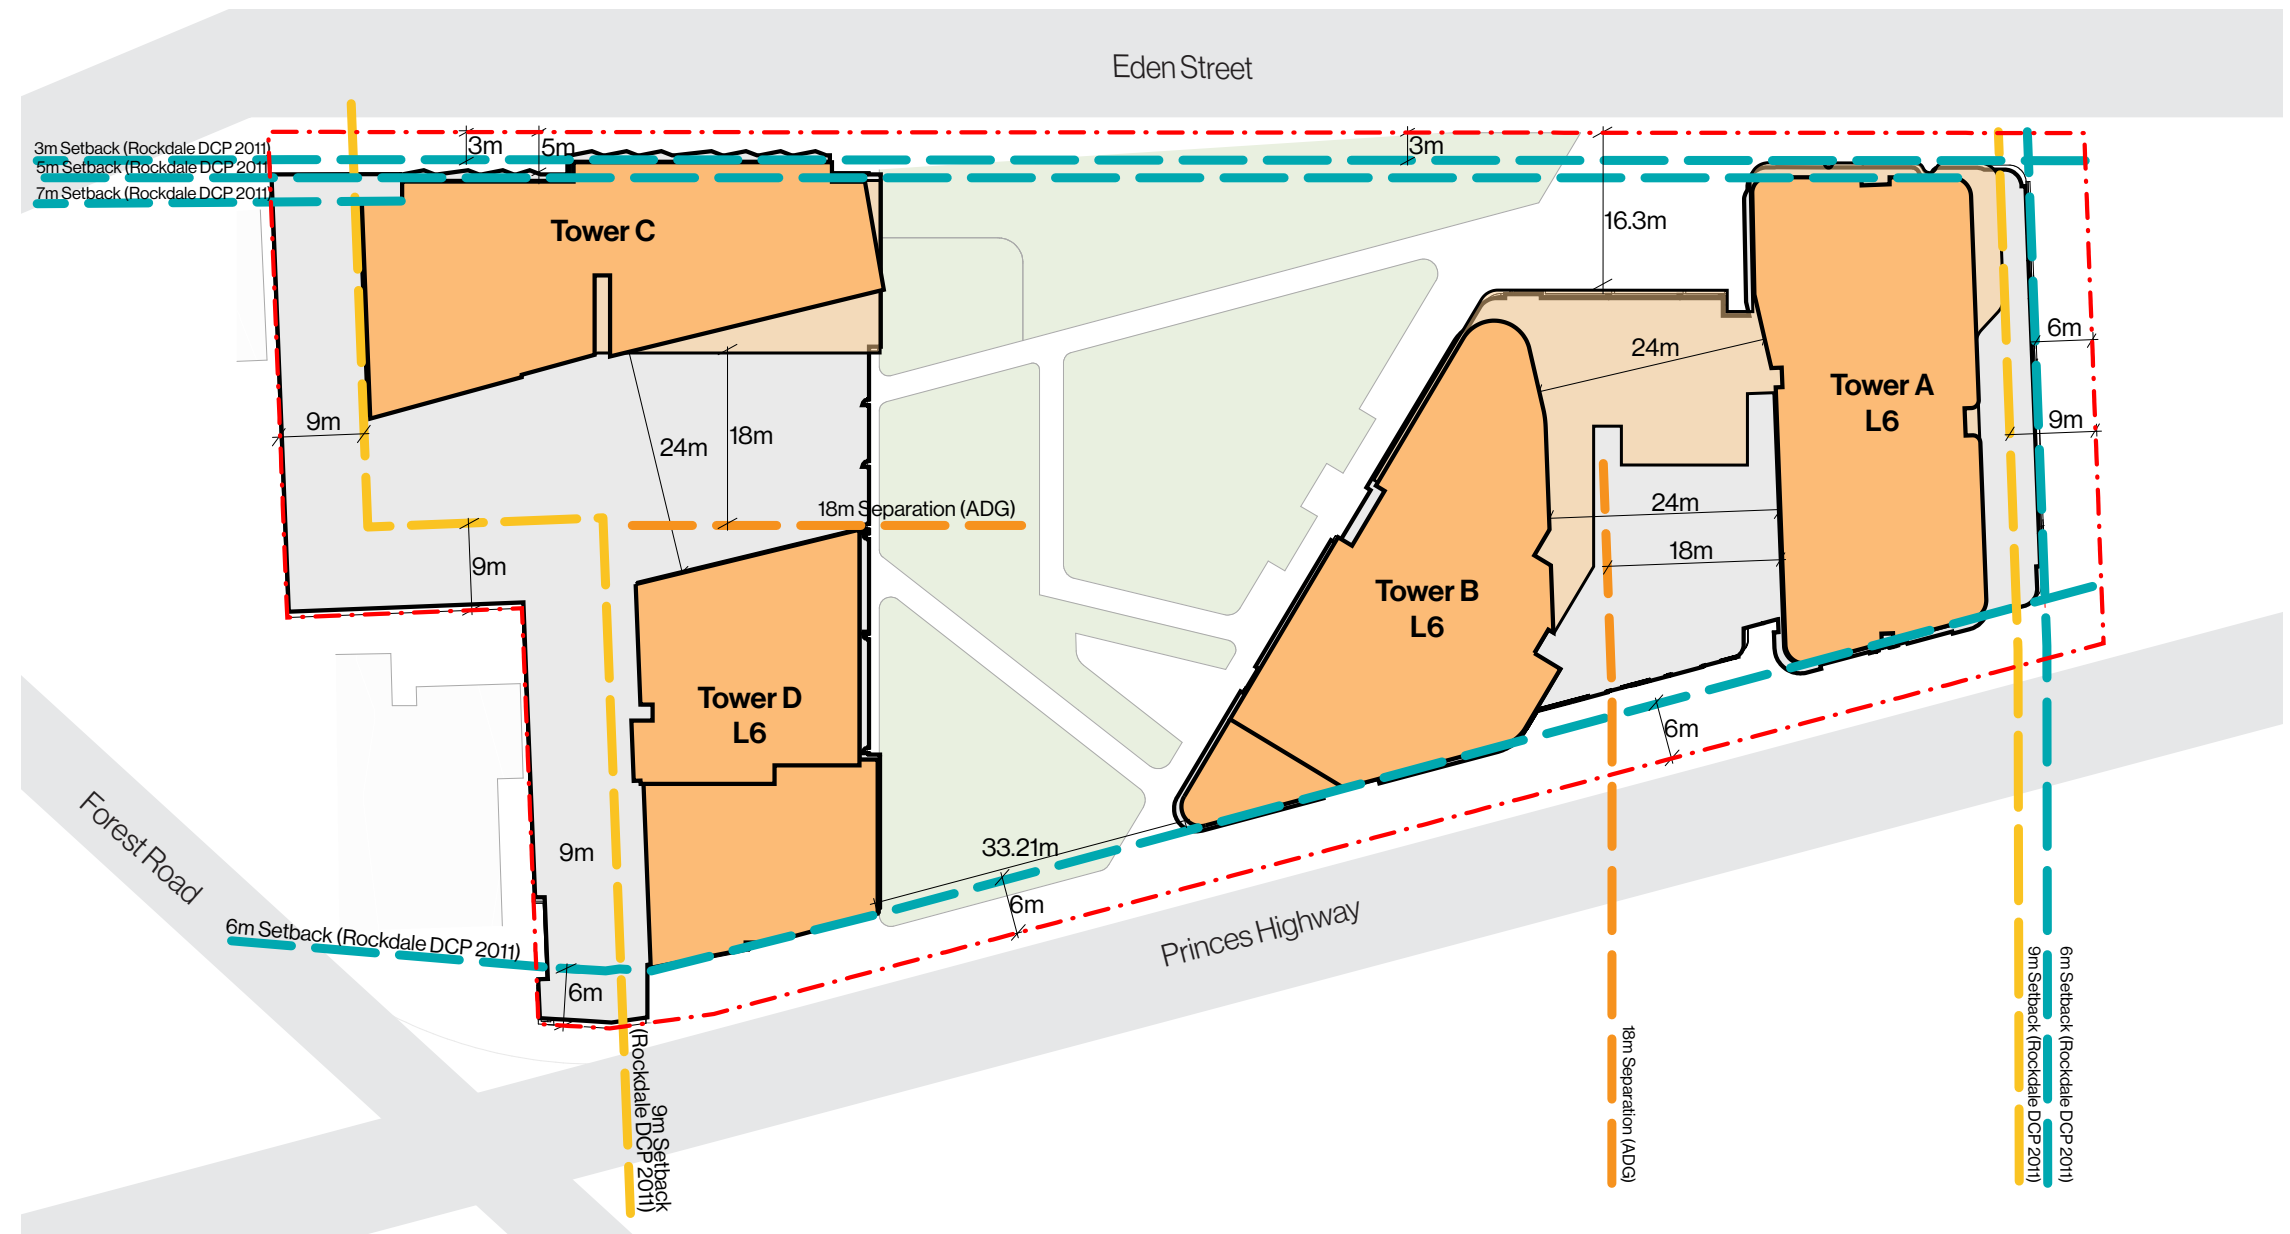 Eden Street
3m Setback (Rockdale DCP 2011)
5m Setback (Rockdale DCP 2011
7m Setback (Rockdale DCP 2011)
3m
5m
3m
16.3m
Tower C
24m
6m
Tower A
L6
9m
9m
24m
18m
24m
18m Separation (ADG)
18m
9m
Tower B
L6
Tower D
L6
6m
Forest Road
9m
33.21m
6m
Princes Highway
6m Setback (Rockdale DCP 2011)
6m
9m Setback
(Rockdale DCP 2011)
18m Separation (ADG)
9m Setback (Rockdale DCP 2011)
6m Setback (Rockdale DCP 2011)